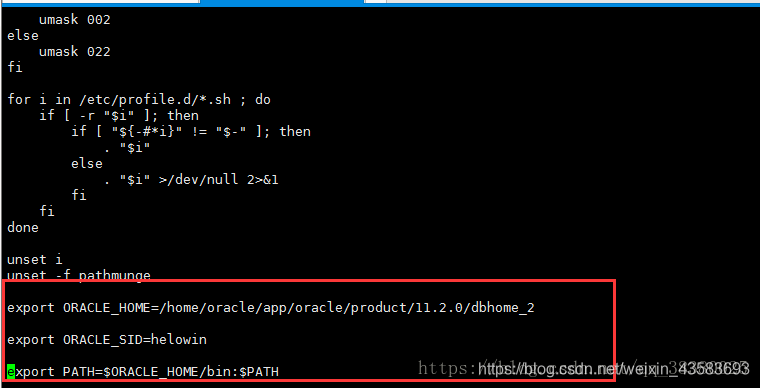 umask 002
else
    umask 022
fi

for i in /etc/profile.d/*.sh ; do
    if [ -r "$i" ]; then
        if [ "${-#*i}" != "$-" ]; then
            . "$i"
        else
            . "$i" >/dev/null 2>&1
        fi
    fi
done

unset i
unset -f pathmunge

export ORACLE_HOME=/home/oracle/app/oracle/product/11.2.0/dbhome_2

export ORACLE_SID=helowin

export PATH=$ORACLE_HOME/bin:$PATH
https://blog.csdn.net/weixin_43588693